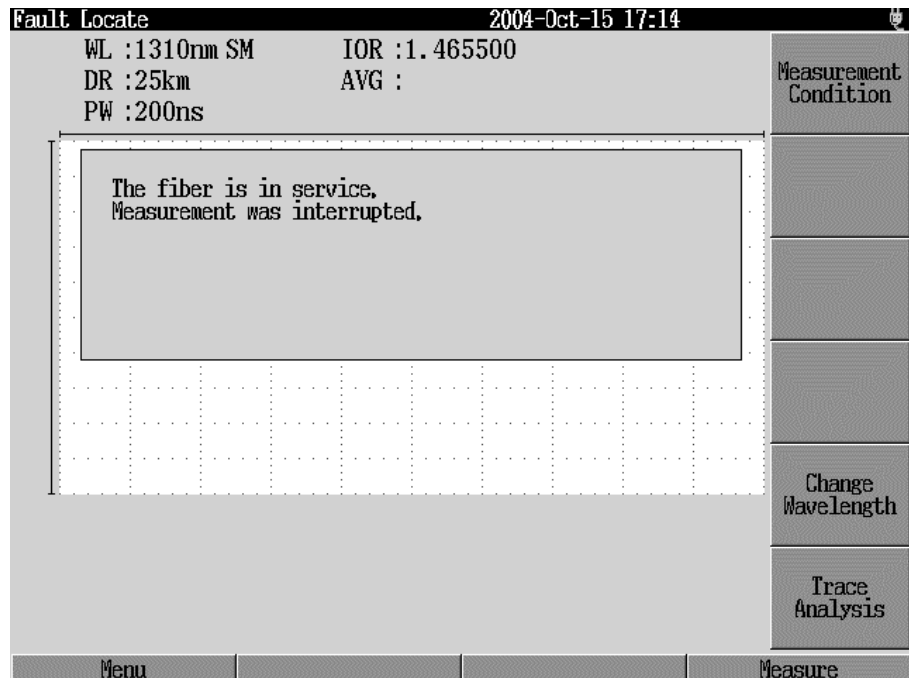 Fault Locate 2004-Oct-15 17:14
WL :1310nm SM IOR :1.465500
DR :25km AVG :
PW :200ns
The fiber is in service.
Measurement was interrupted.
Measurement
Condition
Change
Wavelength
Trace
Analysis
Menu Measure